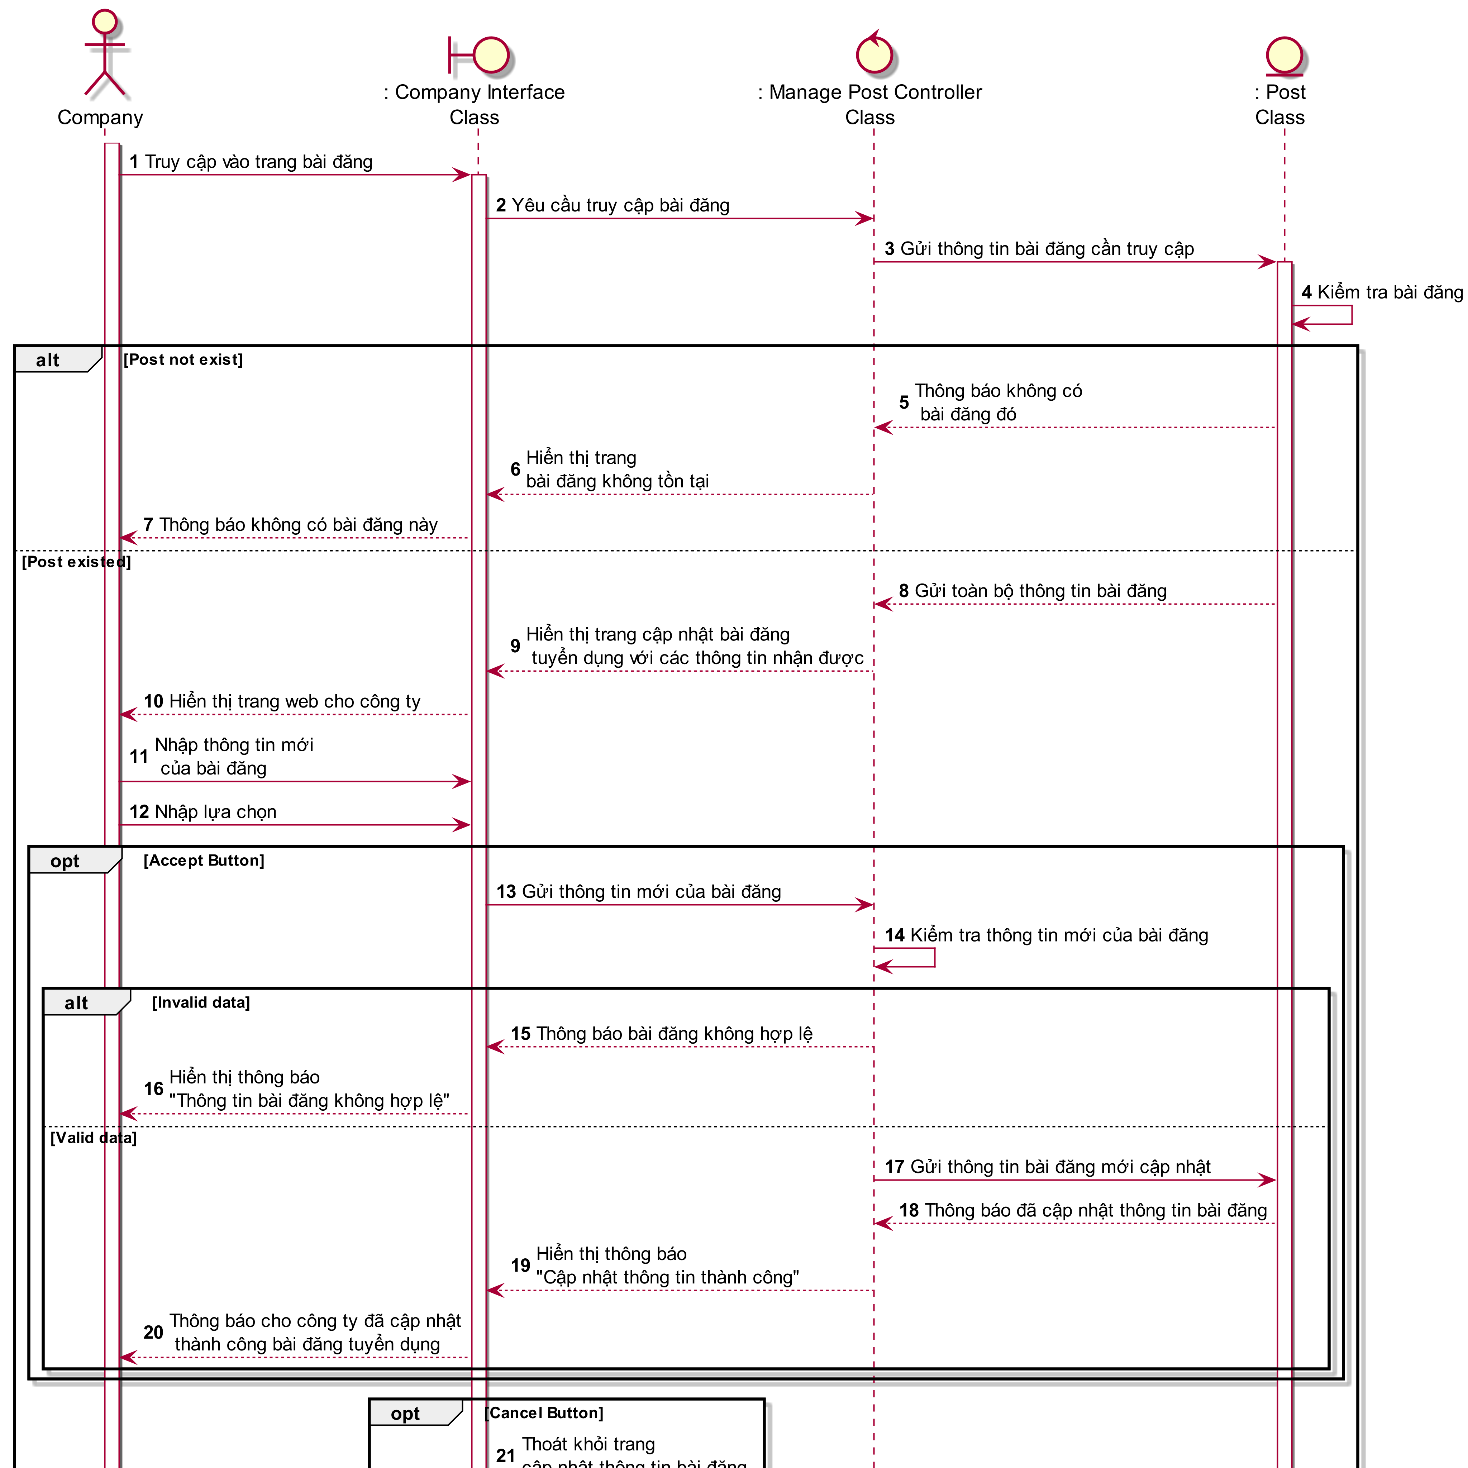 Company
: Company Interface
Class
: Manage Post Controller
Class
: Post
Class
1 Truy cập vào trang bài đăng
2 Yêu cầu truy cập bài đăng
3 Gửi thông tin bài đăng cần truy cập
4 Kiểm tra bài đăng
alt [Post not exist]
5 Thông báo không có
bài đăng đó
6 Hiển thị trang
bài đăng không tồn tại
7 Thông báo không có bài đăng này
[Post existed]
8 Gửi toàn bộ thông tin bài đăng
9 Hiển thị trang cập nhật bài đăng
tuyển dụng với các thông tin nhận được
10 Hiển thị trang web cho công ty
11 Nhập thông tin mới
của bài đăng
12 Nhập lựa chọn
opt [Accept Button]
13 Gửi thông tin mới của bài đăng
14 Kiểm tra thông tin mới của bài đăng
alt [Invalid data]
15 Thông báo bài đăng không hợp lệ
16 Hiển thị thông báo
"Thông tin bài đăng không hợp lệ"
[Valid data]
17 Gửi thông tin bài đăng mới cập nhật
18 Thông báo đã cập nhật thông tin bài đăng
19 Hiển thị thông báo
"Cập nhật thông tin thành công"
20 Thông báo cho công ty đã cập nhật
thành công bài đăng tuyển dụng
opt [Cancel Button]
21 Thoát khỏi trang
cập nhật thông tin bài đăng